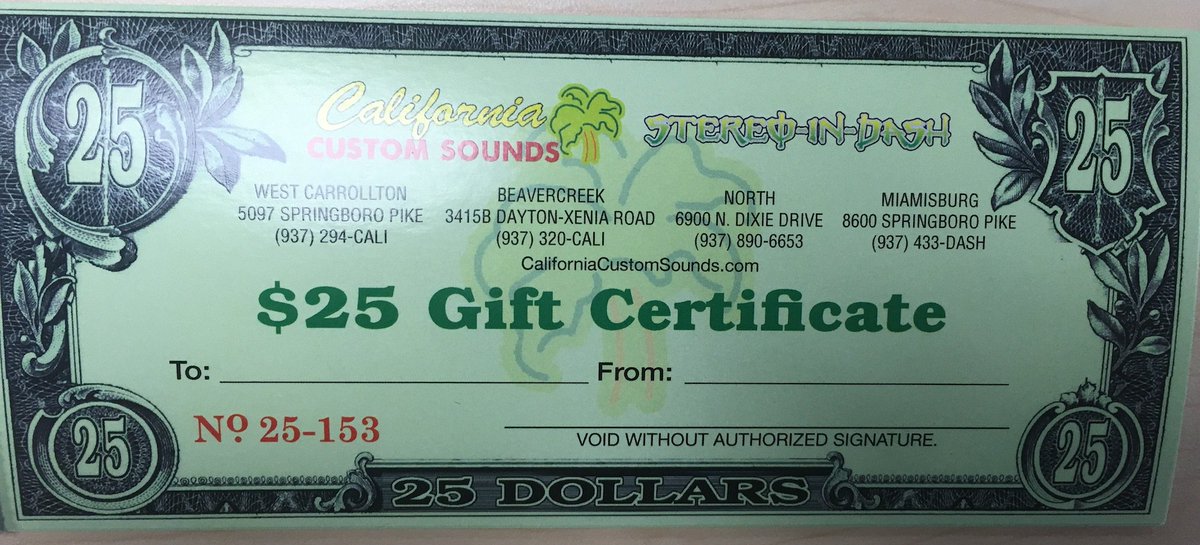 25
25
California
CUSTOM SOUNDS
STEREO-IN-DASH
WEST CARROLLTON
5097 SPRINGBORO PIKE
(937) 294-CALI
BEAVERCREEK
3415B DAYTON-XENIA ROAD
(937) 320-CALI
NORTH
6900 N. DIXIE DRIVE
(937) 890-6653
MIAMISBURG
8600 SPRINGBORO PIKE
(937) 433-DASH
CaliforniaCustomSounds.com
$25 Gift Certificate
To: From:
Nº 25-153
VOID WITHOUT AUTHORIZED SIGNATURE.
25
25
25 DOLLARS